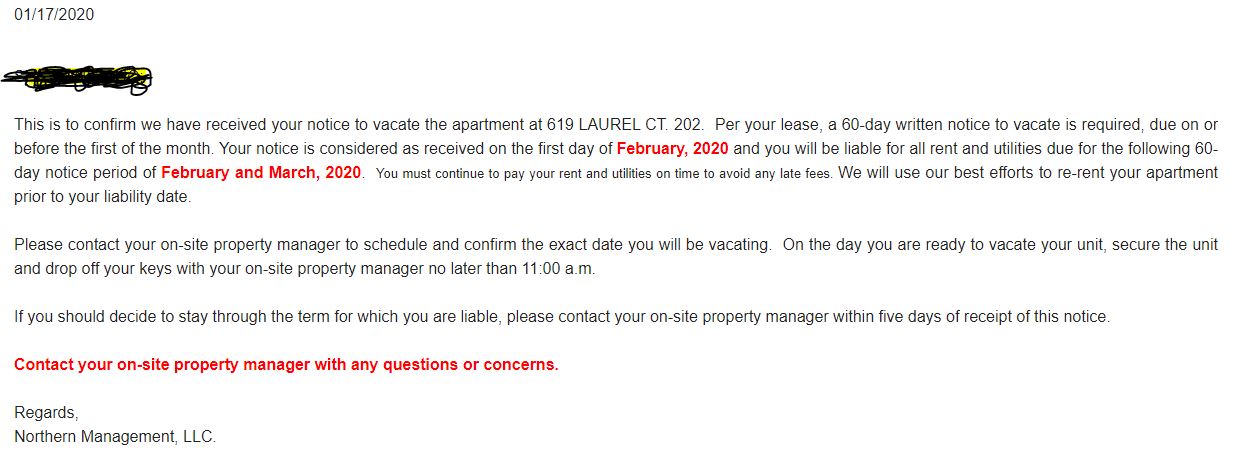 01/17/2020
This is to confirm we have received your notice to vacate the apartment at 619 LAUREL CT. 202.  Per your lease, a 60-day written notice to vacate is required, due on or
before the first of the month. Your notice is considered as received on the first day of February, 2020 and you will be liable for all rent and utilities due for the following 60-
day notice period of February and March, 2020.  You must continue to pay your rent and utilities on time to avoid any late fees. We will use our best efforts to re-rent your apartment
prior to your liability date.
Please contact your on-site property manager to schedule and confirm the exact date you will be vacating.  On the day you are ready to vacate your unit, secure the unit
and drop off your keys with your on-site property manager no later than 11:00 a.m.
If you should decide to stay through the term for which you are liable, please contact your on-site property manager within five days of receipt of this notice.
Contact your on-site property manager with any questions or concerns.
Regards,
Northern Management, LLC.